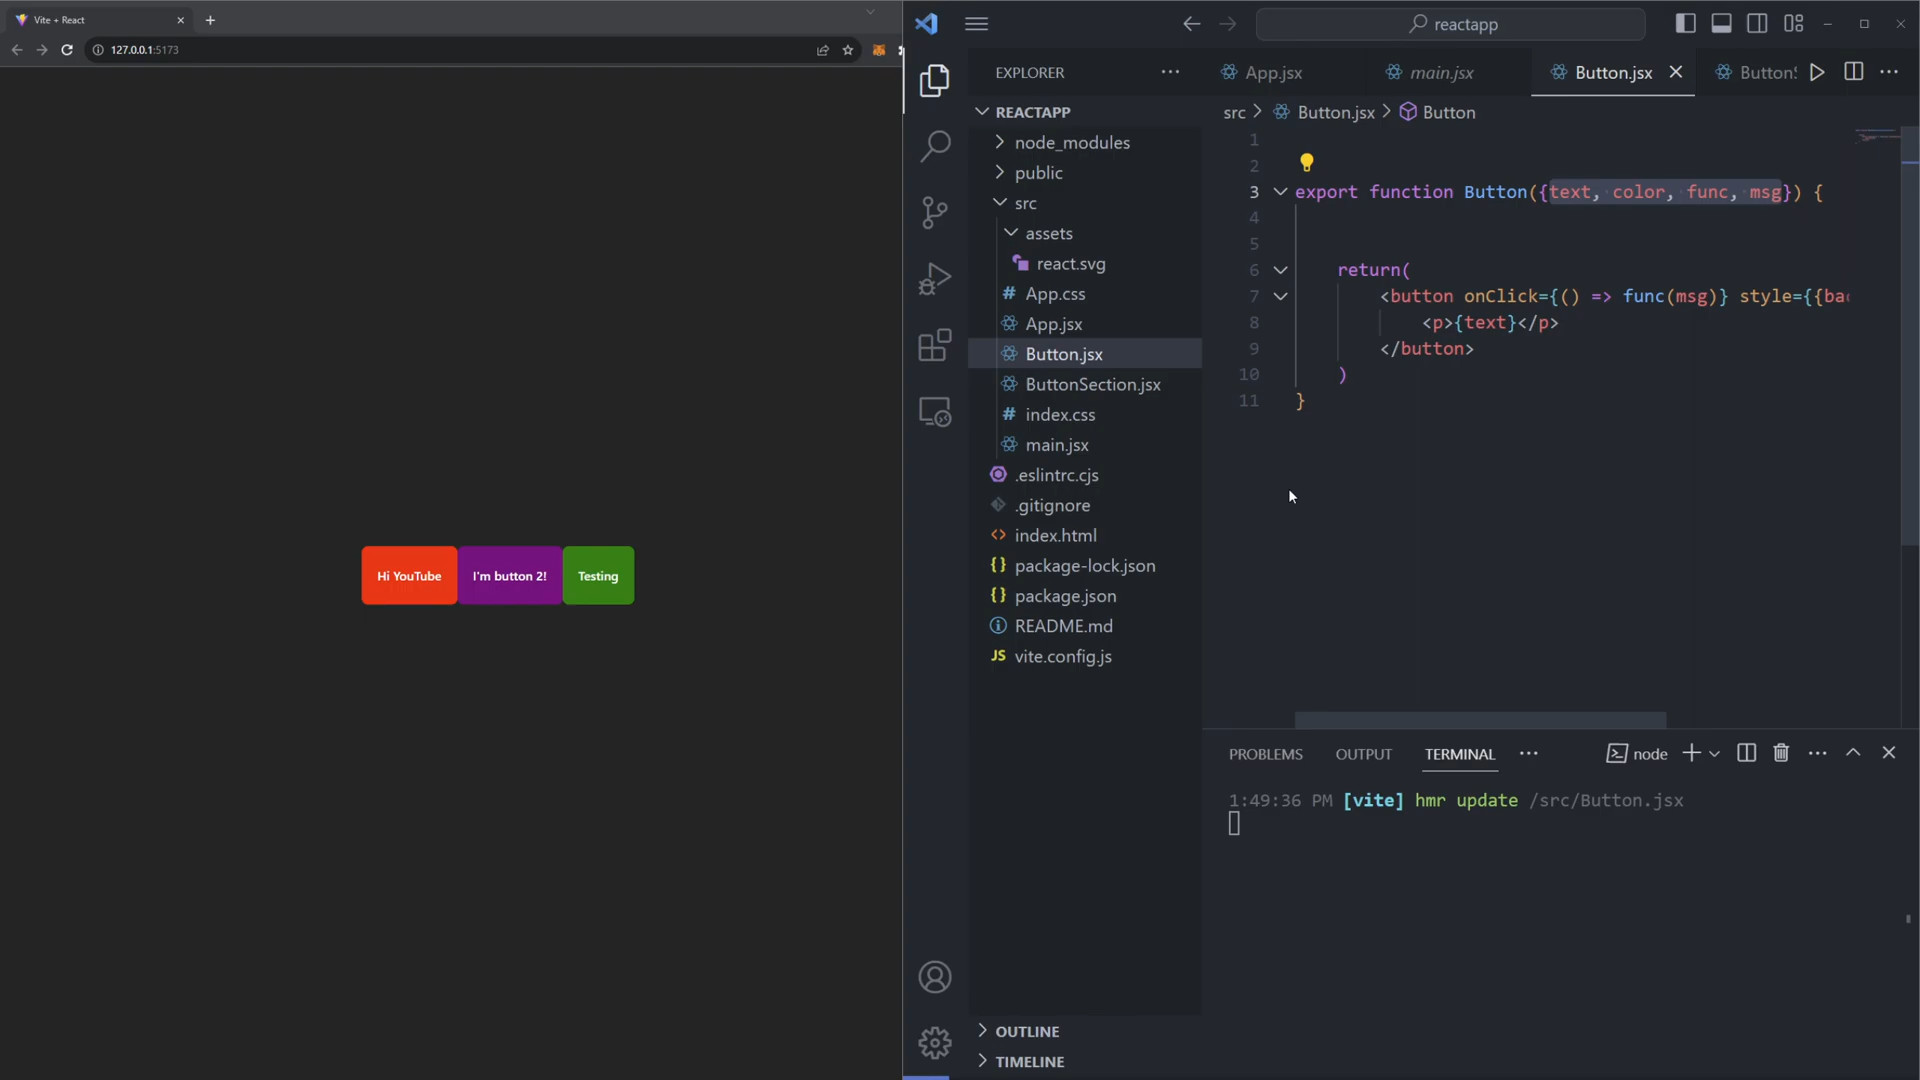 Vite + React
127.0.0.1:5173
Hi YouTube
I'm button 2!
Testing
reactapp
EXPLORER
REACTAPP
node_modules
public
src
assets
react.svg
App.css
App.jsx
Button.jsx
ButtonSection.jsx
index.css
main.jsx
.eslintrc.cjs
.gitignore
index.html
package-lock.json
package.json
README.md
JS vite.config.js
OUTLINE
TIMELINE
App.jsx
main.jsx
Button.jsx
Button
src > Button.jsx > Button
1
2
3 export function Button({text, color, func, msg}) {
4
5
6 return(
7 <button onClick={() => func(msg)} style={{bac
8 <p>{text}</p>
9 </button>
10 )
11 }
PROBLEMS OUTPUT TERMINAL node
1:49:36 PM [vite] hmr update /src/Button.jsx